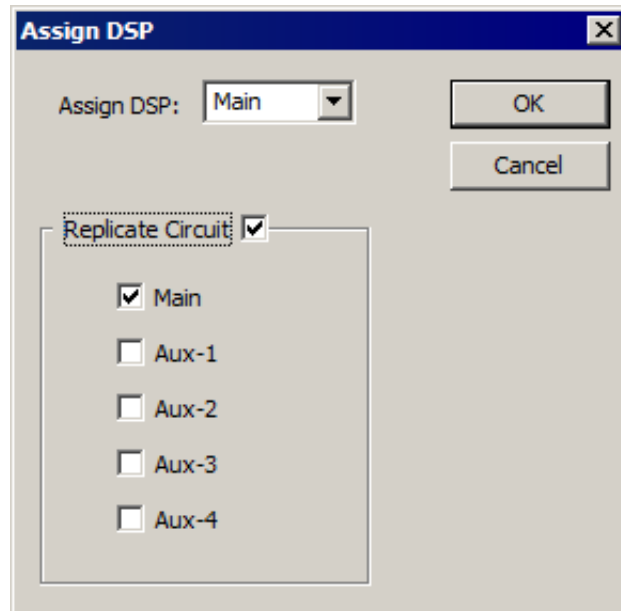 Assign DSP
Assign DSP: Main
OK
Cancel
Replicate Circuit
Main
Aux-1
Aux-2
Aux-3
Aux-4